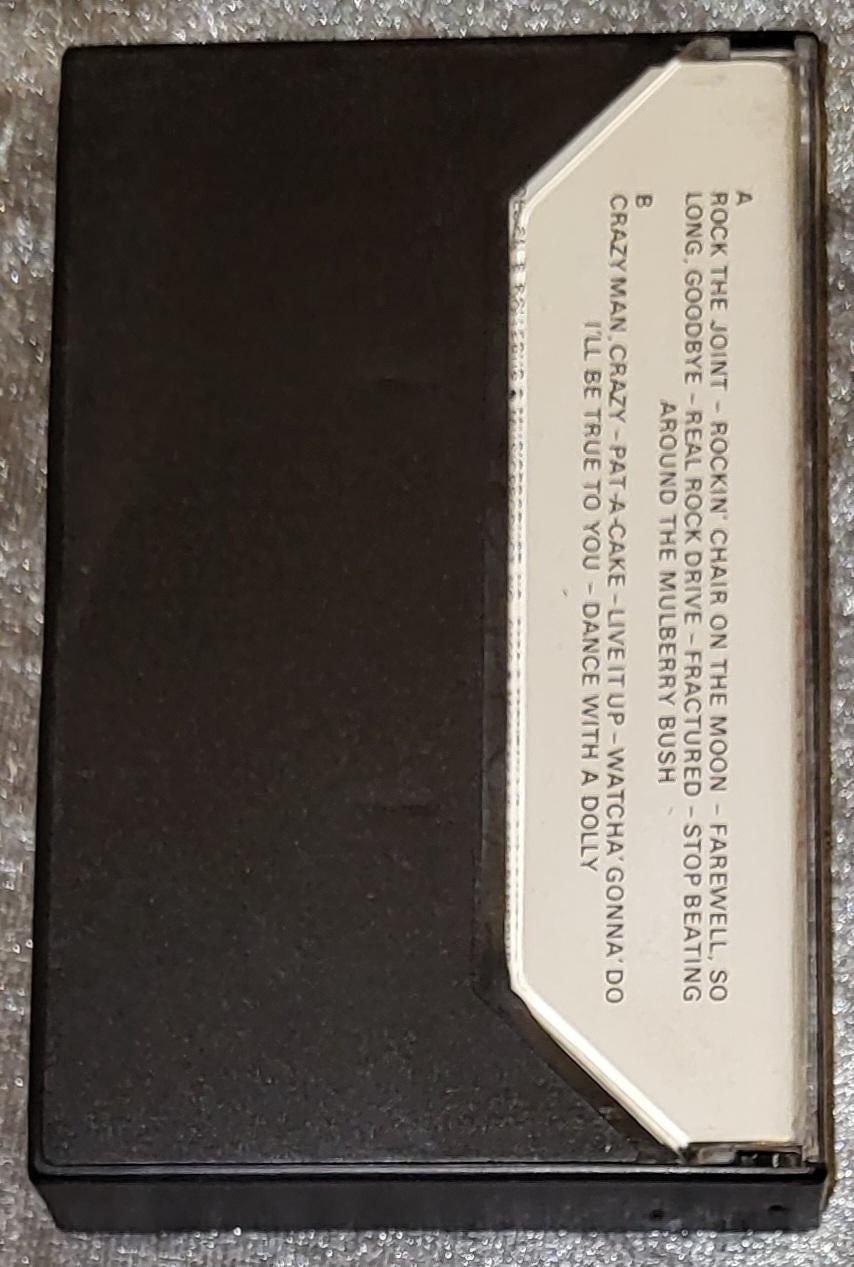 A
ROCK THE JOINT – ROCKIN' CHAIR ON THE MOON – FAREWELL, SO
LONG, GOODBYE – REAL ROCK DRIVE – FRACTURED – STOP BEATING
AROUND THE MULBERRY BUSH
B
CRAZY MAN, CRAZY – PAT-A-CAKE – LIVE IT UP – WATCHA' GONNA' DO
I'LL BE TRUE TO YOU – DANCE WITH A DOLLY